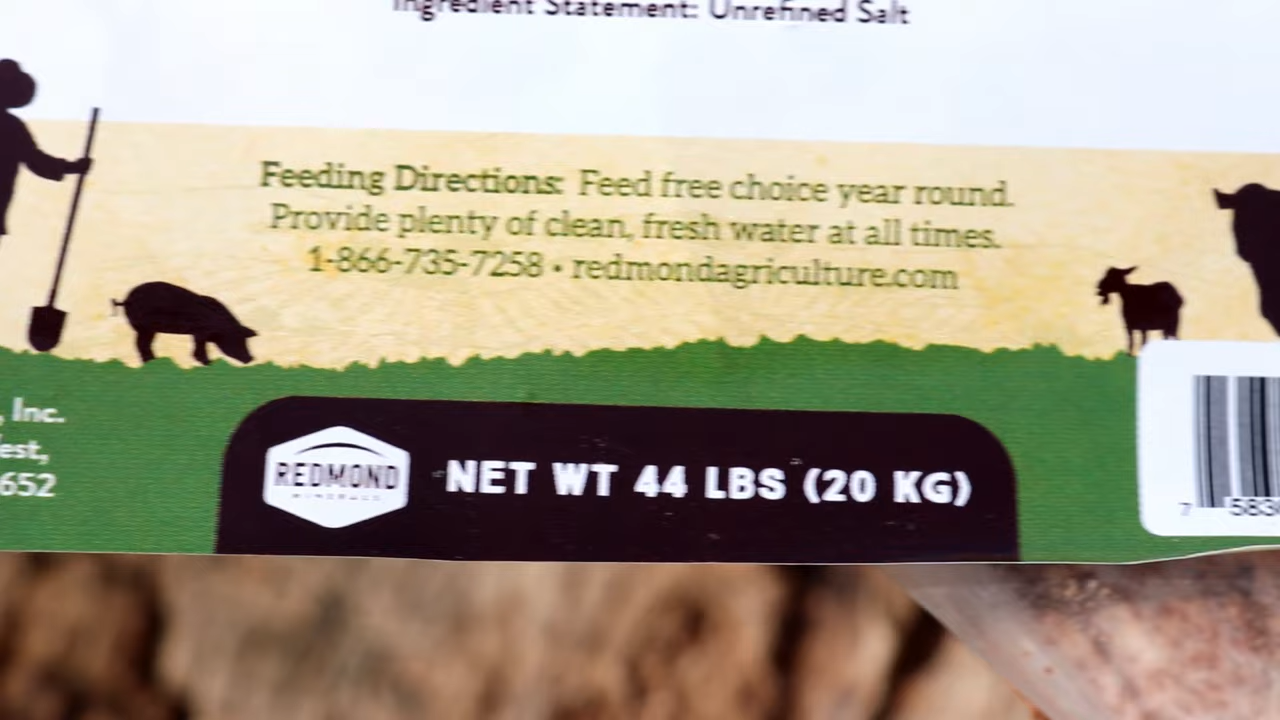 Ingredient Statement: Unrefined Salt
Feeding Directions: Feed free choice year round.
Provide plenty of clean, fresh water at all times.
1-866-735-7258 • redmondagriculture.com
, Inc.
est,
652
REDMOND
MINERALS
NET WT 44 LBS (20 KG)
7 583